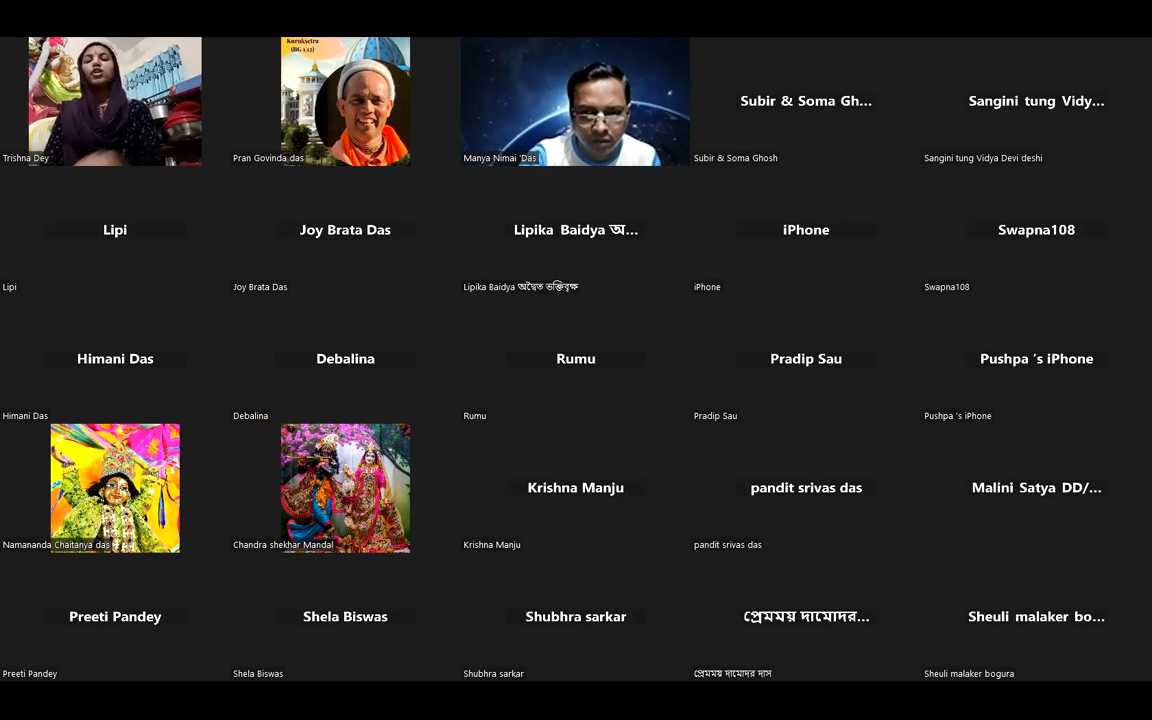 Kurukṣetra
(BG 1.12)
Trishna Dey
Pran Govinda das
Manya Nimai 'Das
Subir & Soma Gh...
Subir & Soma Ghosh
Sangini tung Vidy...
Sangini tung Vidya Devi deshi
Lipi
Lipi
Joy Brata Das
Joy Brata Das
Lipika Baidya অ...
Lipika Baidya অদ্বৈত ভক্তিবৃক্ষ
iPhone
iPhone
Swapna108
Swapna108
Himani Das
Himani Das
Debalina
Debalina
Rumu
Rumu
Pradip Sau
Pradip Sau
Pushpa 's iPhone
Pushpa 's iPhone
Namananda Chaitanya das
Chandra shekhar Mandal
Krishna Manju
Krishna Manju
pandit srivas das
pandit srivas das
Malini Satya DD/...
Preeti Pandey
Preeti Pandey
Shela Biswas
Shela Biswas
Shubhra sarkar
Shubhra sarkar
প্রেমময় দামোদর...
প্রেমময় দামোদর দাস
Sheuli malaker bo...
Sheuli malaker bogura